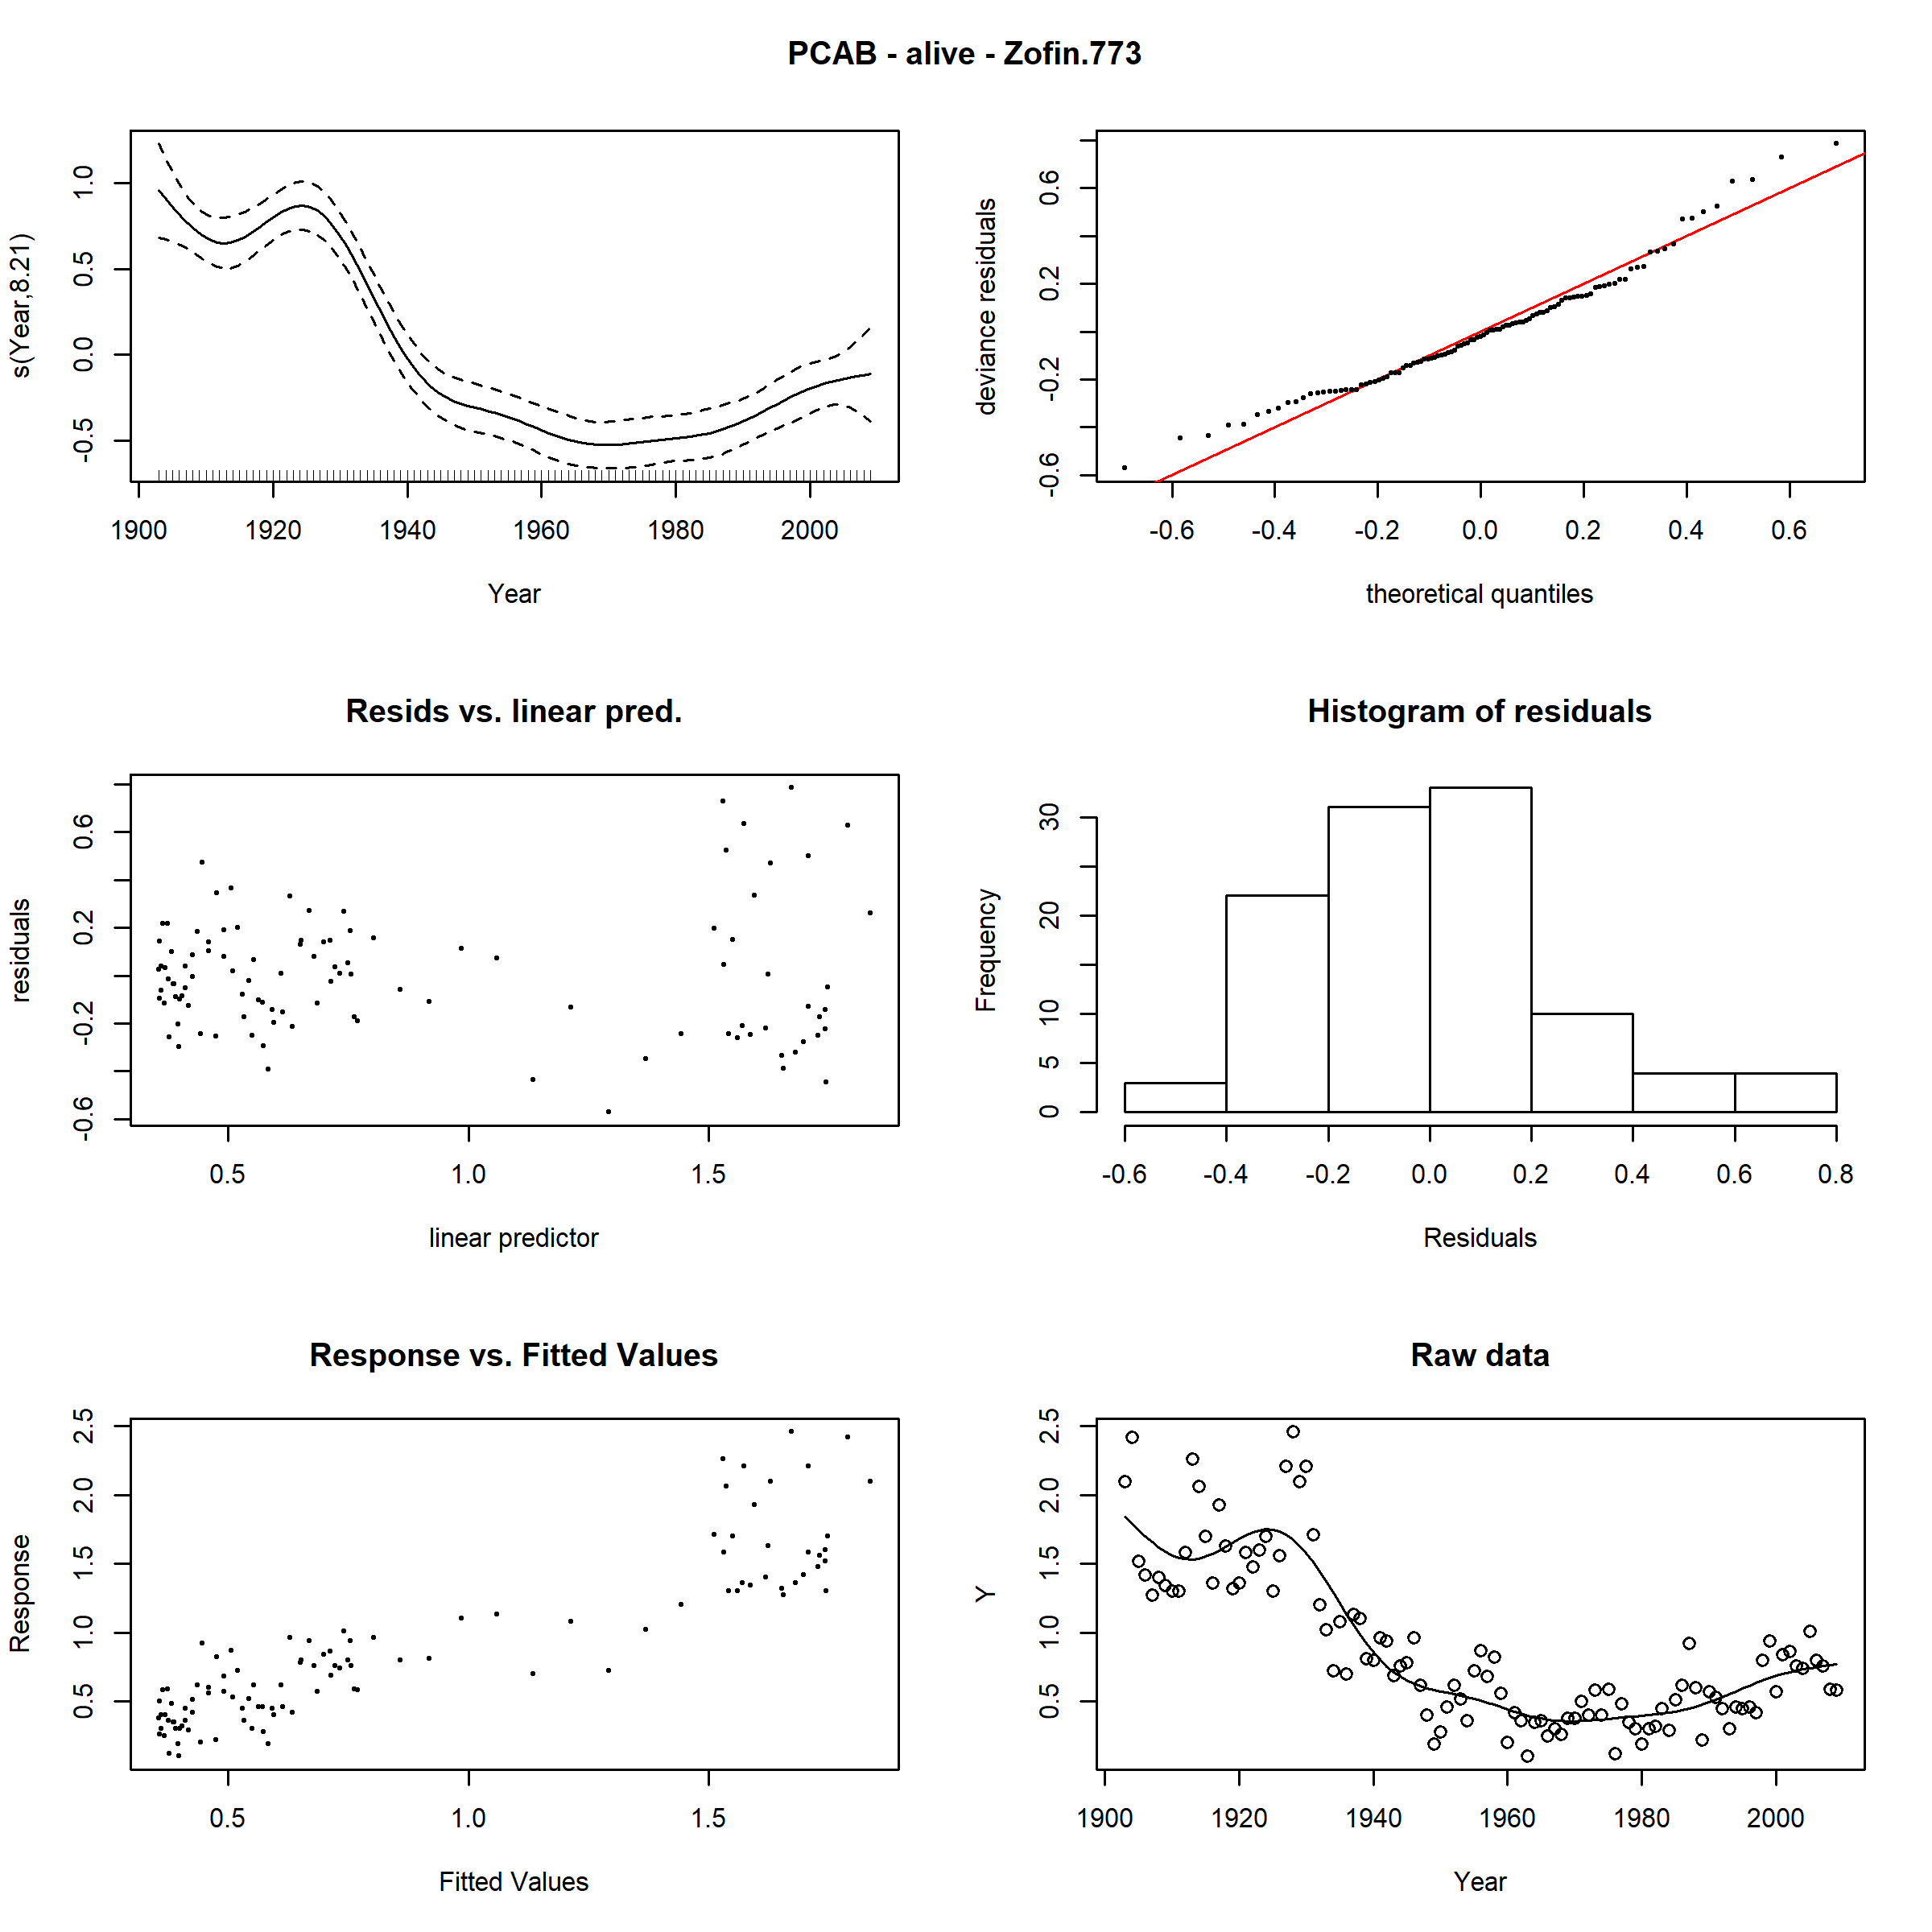 PCAB - alive - Zofin.773
s(Year,8.21)
1.0
0.5
0.0
-0.5
1900 1920 1940 1960 1980 2000
Year
deviance residuals
0.6
0.2
-0.2
-0.6
-0.6 -0.4 -0.2 0.0 0.2 0.4 0.6
theoretical quantiles
Resids vs. linear pred.
residuals
0.6
0.2
-0.2
-0.6
0.5 1.0 1.5
linear predictor
Histogram of residuals
Frequency
30
20
10
5
0
-0.6 -0.4 -0.2 0.0 0.2 0.4 0.6 0.8
Residuals
Response vs. Fitted Values
Response
2.5
2.0
1.5
1.0
0.5
0.5 1.0 1.5
Fitted Values
Raw data
Y
2.5
2.0
1.5
1.0
0.5
1900 1920 1940 1960 1980 2000
Year